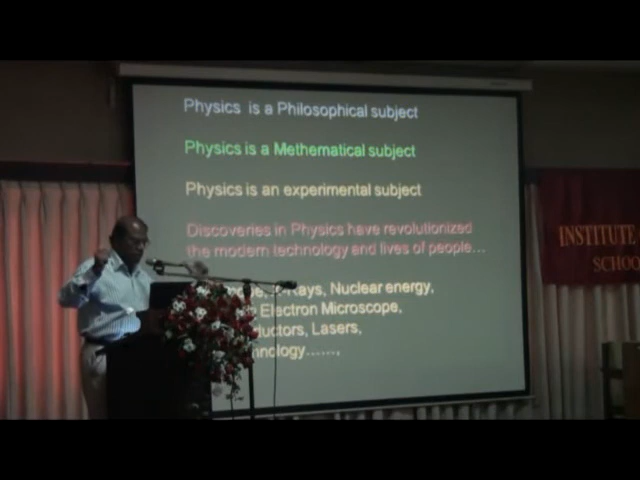 Physics is a Philosophical subject
Physics is a Methematical subject
Physics is an experimental subject
Discoveries in Physics have revolutionized
the modern technology and lives of people…
Rays, Nuclear energy,
Electron Microscope,
Lasers,
INSTITUTE
SCHOO